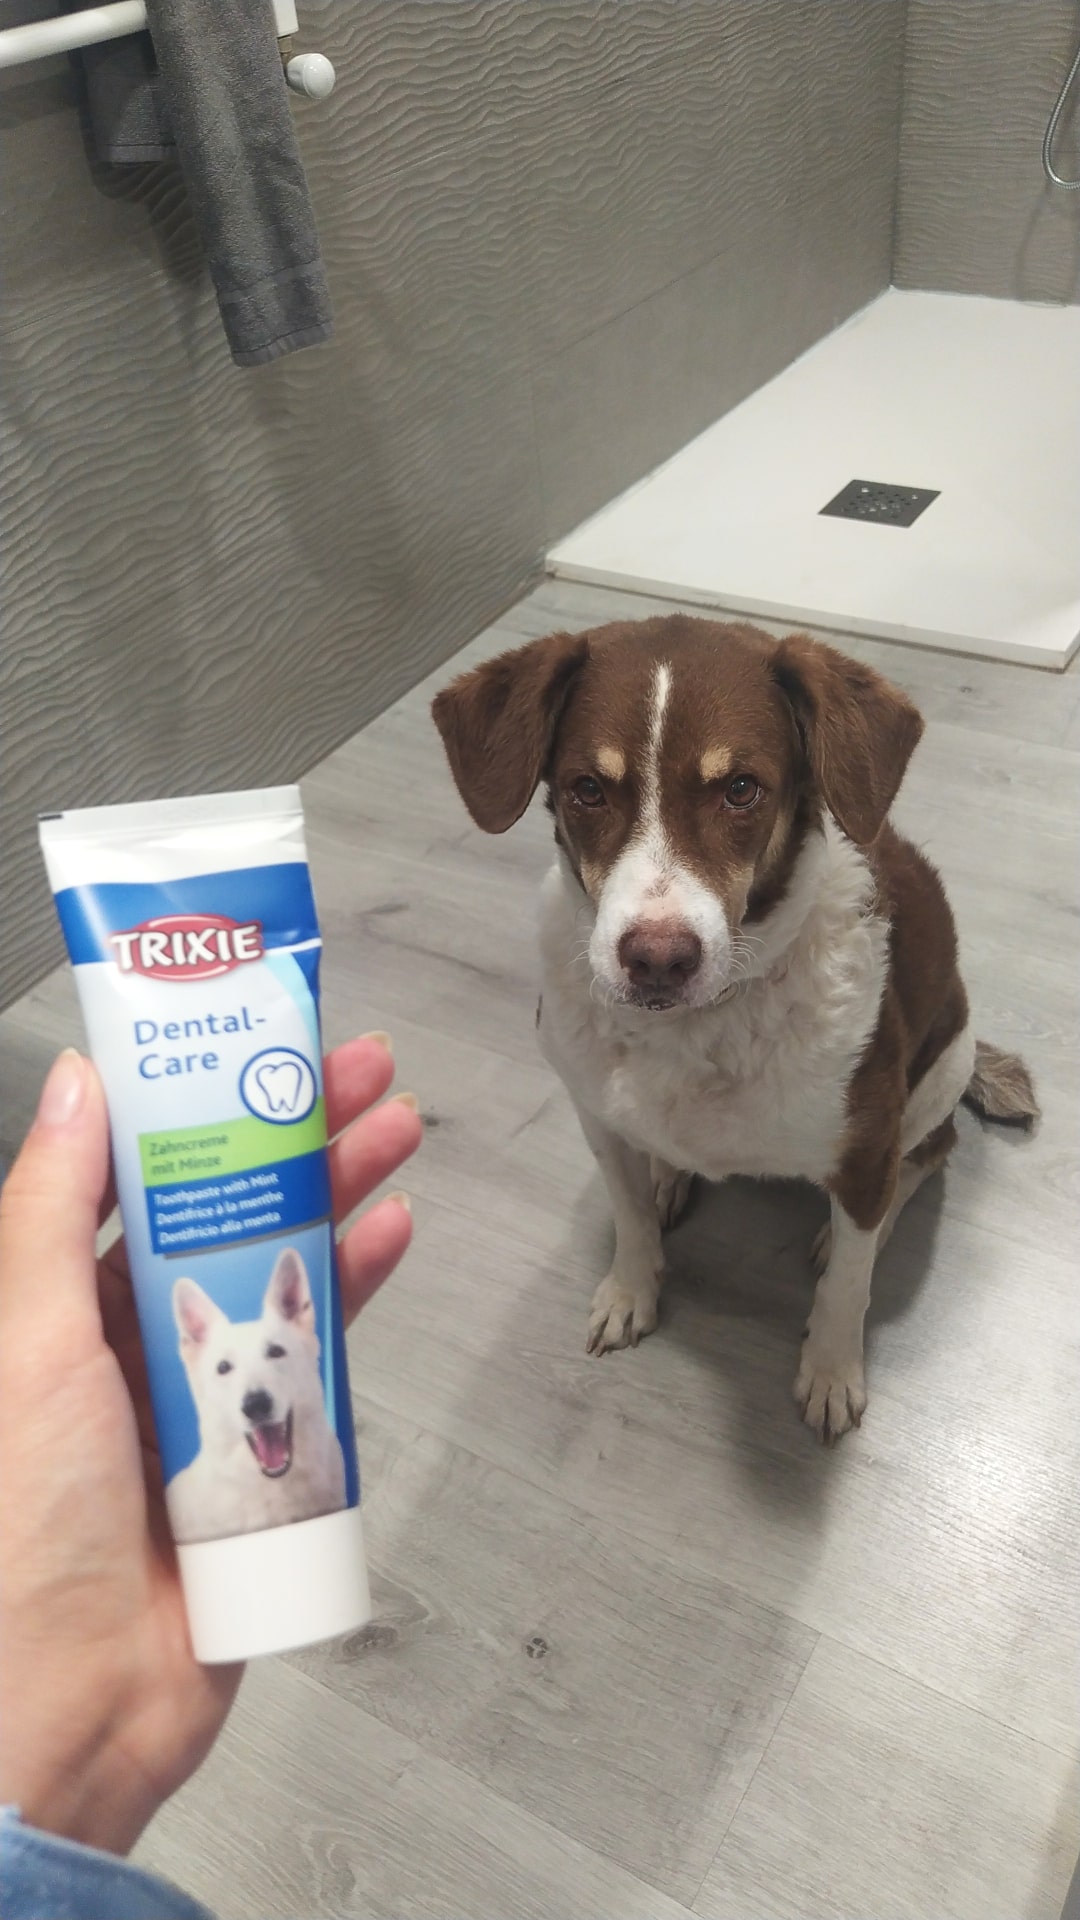 TRIXIE
Dental-
Care
Zahncreme
mit Minze
Toothpaste with Mint
Dentifrice à la menthe
Dentifricio alla menta